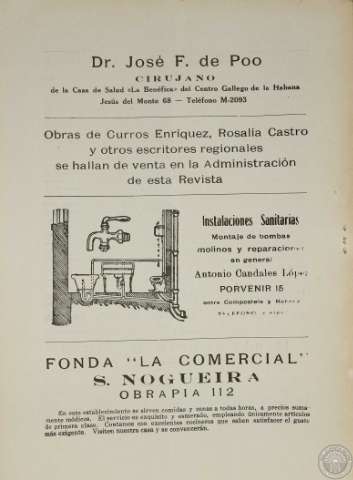 Dr. José F. de Poo
CIRUJANO
de la Casa de Salud «La Benéfica» del Centro Gallego de la Habana
Jesús del Monte 68 — Teléfono M-2093
Obras de Curros Enríquez, Rosalía Castro
y otros escritores regionales
se hallan de venta en la Administración
de esta Revista
Instalaciones Sanitarias
Montaje de bombas
molinos y reparaciones
en general
Antonio Candales López
PORVENIR 15
entre Compostela y
FONDA "LA COMERCIAL"
S. NOGUEIRA
OBRAPIA 112
En este establecimiento se sirven comidas y cenas a todas horas, a precios suma-
mente módicos. El servicio es exquisito y esmerado, empleando únicamente artículos
de primera clase. Contamos con excelentes cocineros que saben satisfacer el gusto
más exigente. Visiten nuestra casa y se convencerán.